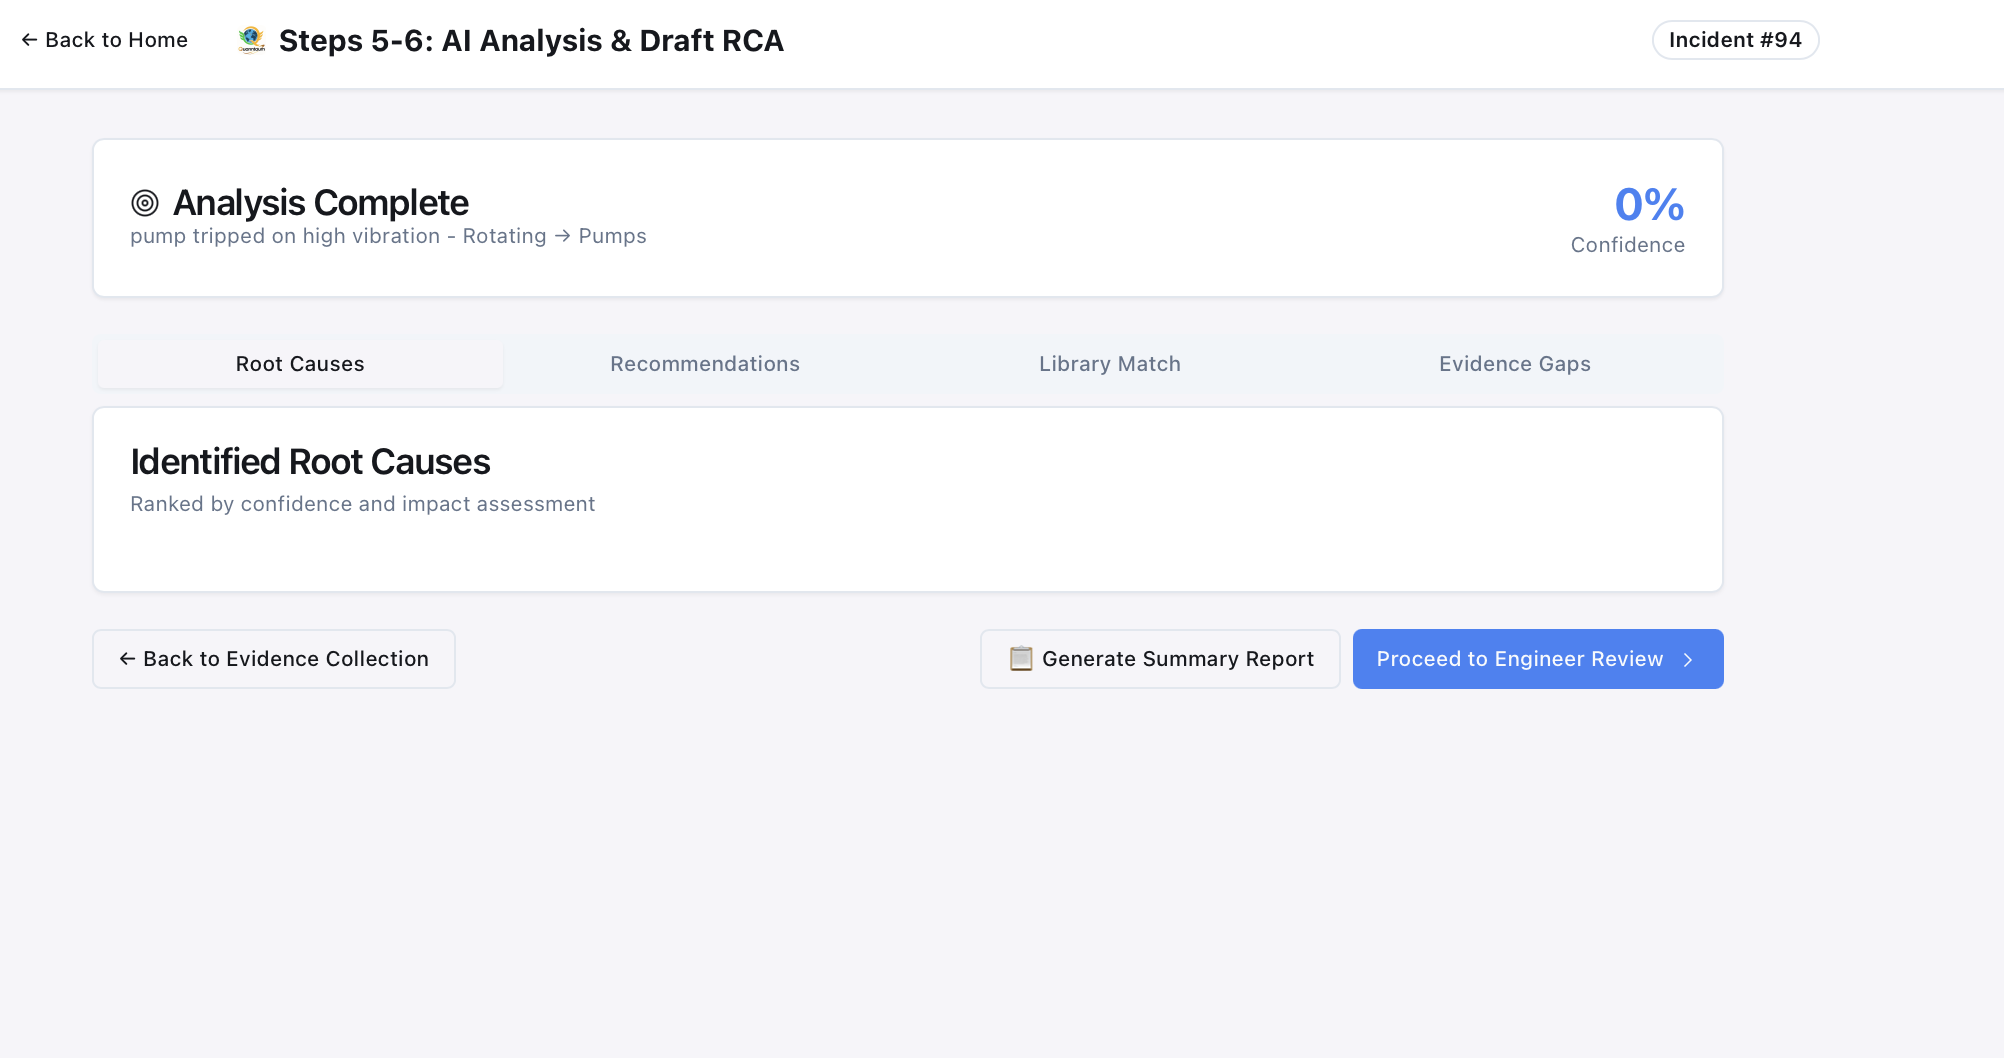 ← Back to Home
Steps 5-6: AI Analysis & Draft RCA
Incident #94
Analysis Complete
pump tripped on high vibration - Rotating → Pumps
0%
Confidence
Root Causes
Recommendations
Library Match
Evidence Gaps
Identified Root Causes
Ranked by confidence and impact assessment
← Back to Evidence Collection
Generate Summary Report
Proceed to Engineer Review